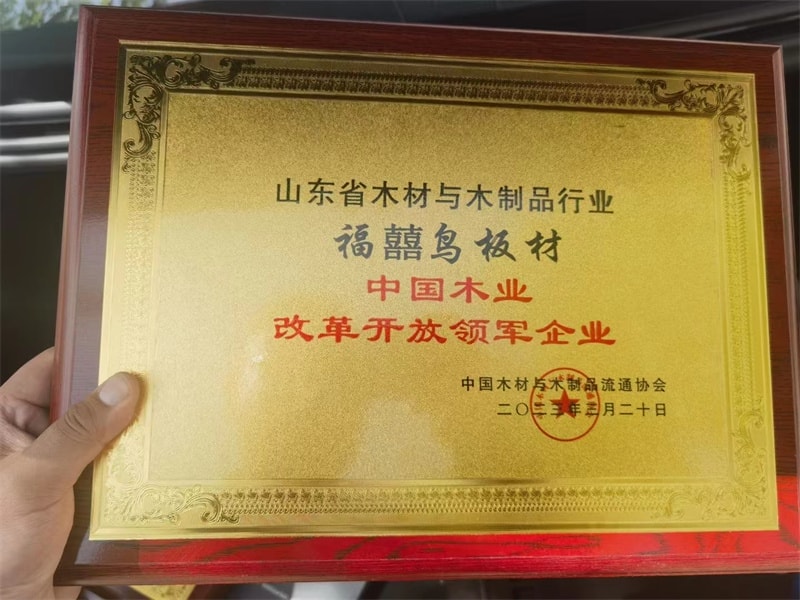 山东省木材与木制品行业
福囍鸟板材
中国木业
改革开放领军企业
中国木材与木制品流通协会
二〇二三年三月二十日